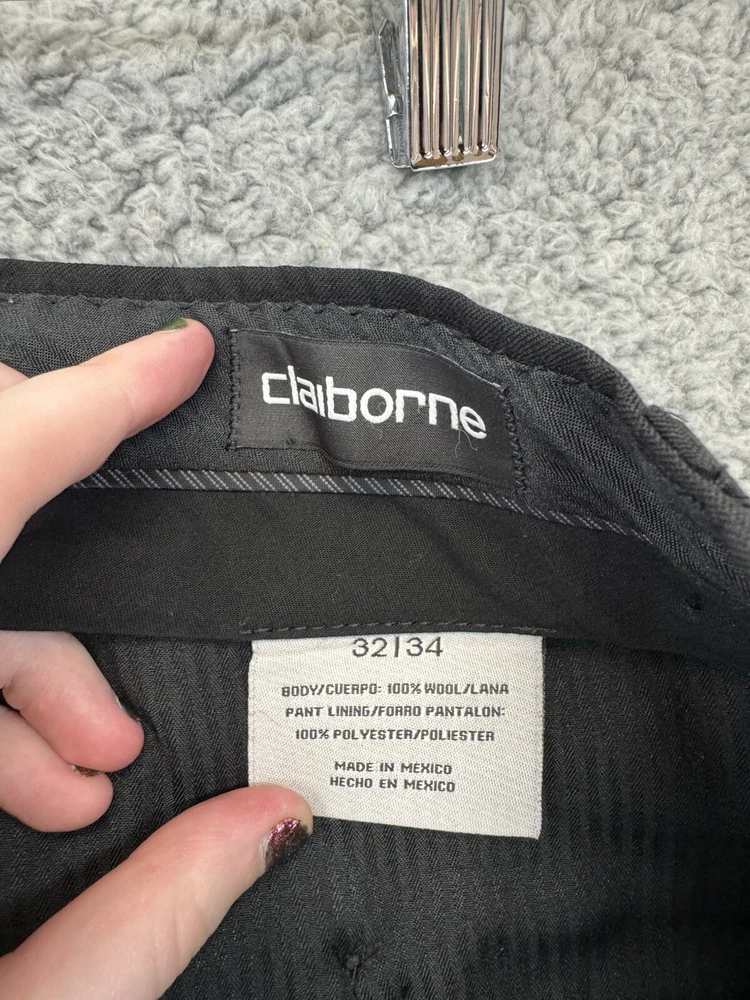 claiborne
32|34
BODY/CUERPO: 100% WOOL/LANA
PANT LINING/FORRO PANTALON:
100% POLYESTER/POLIESTER
MADE IN MEXICO
HECHO EN MEXICO